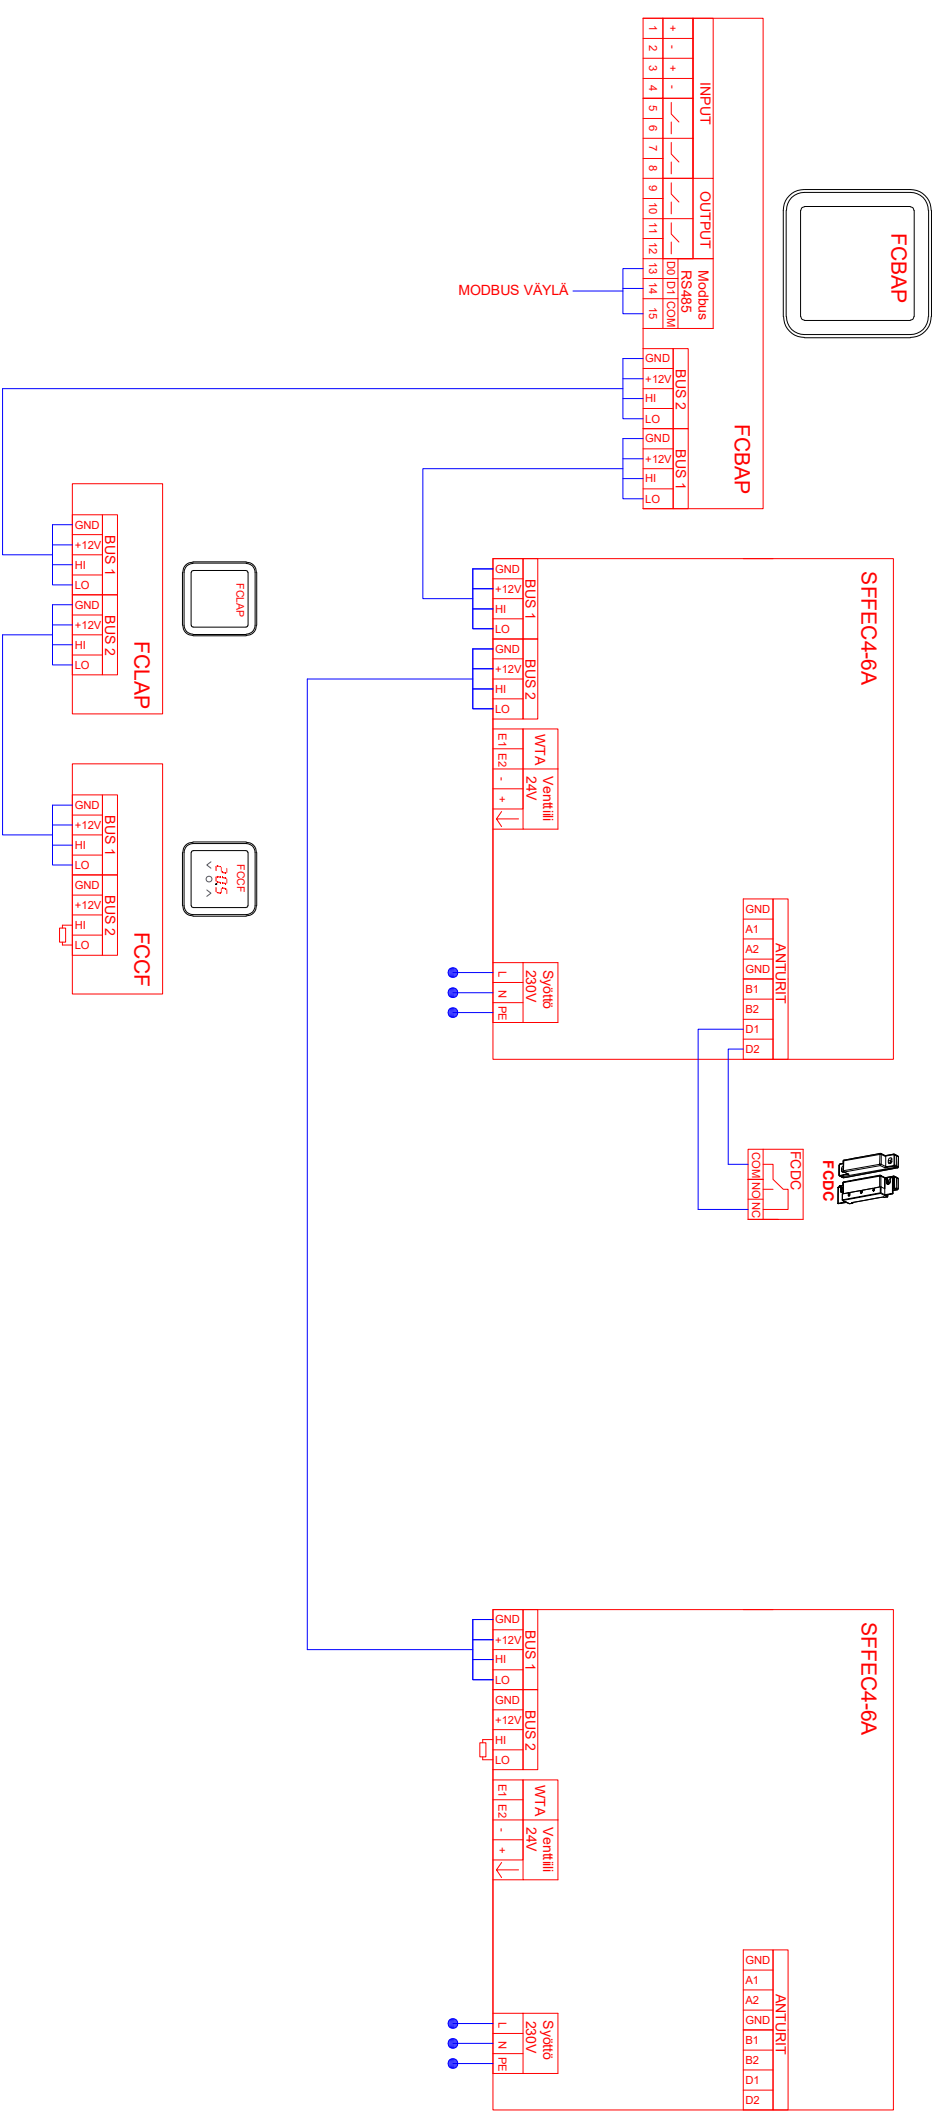 FCBAP
FCBAP
INPUT
OUTPUT
Modbus
RS485
+
-
+
-
D0
D1
COM
1
2
3
4
5
6
7
8
9
10
11
12
13
14
15
MODBUS VÄYLÄ
BUS 2
GND
+12V
HI
LO
BUS 1
GND
+12V
HI
LO
FCLAP
FCLAP
BUS 1
GND
+12V
HI
LO
BUS 2
GND
+12V
HI
LO
FCCF
20.5
FCCF
BUS 1
GND
+12V
HI
LO
BUS 2
GND
+12V
HI
LO
SFFEC4-6A
BUS 1
GND
+12V
HI
LO
BUS 2
GND
+12V
HI
LO
WTA
E1
E2
Venttiili
24V
-
+
Syöttö
230V
L
N
PE
ANTURIT
GND
A1
A2
GND
B1
B2
D1
D2
FCDC
FCDC
COM
NO
NC
SFFEC4-6A
BUS 1
GND
+12V
HI
LO
BUS 2
GND
+12V
HI
LO
WTA
E1
E2
Venttiili
24V
-
+
Syöttö
230V
L
N
PE
ANTURIT
GND
A1
A2
GND
B1
B2
D1
D2